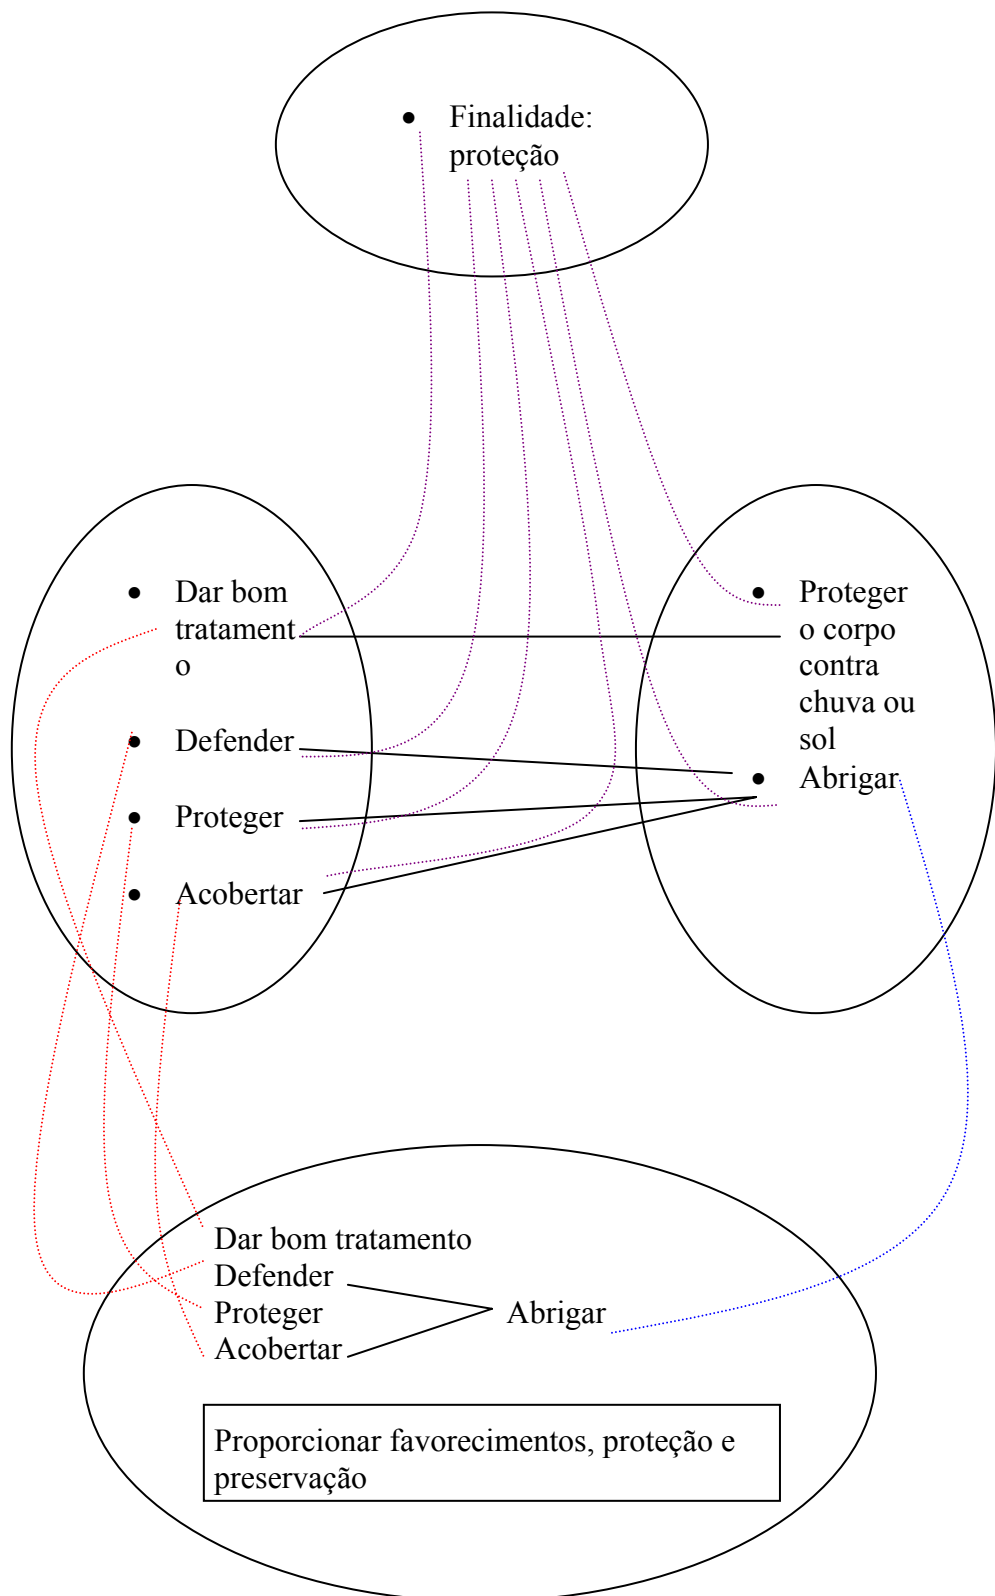 • Finalidade:
proteção
• Dar bom
tratament
o
• Defender
• Proteger
• Acobertar
• Proteger
o corpo
contra
chuva ou
sol
• Abrigar
Dar bom tratamento
Defender
Proteger
Acobertar
Abrigar
Proporcionar favorecimentos, proteção e
preservação